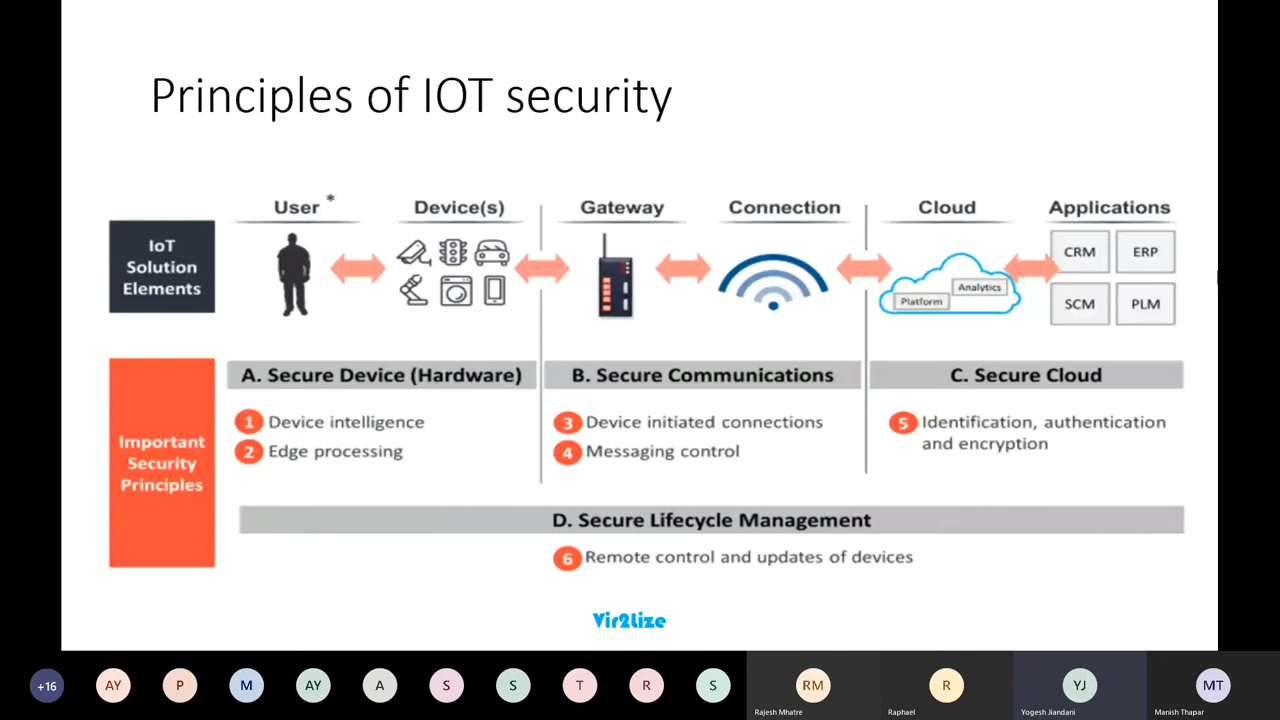 Principles of IOT security
User *
Device(s)
Gateway
Connection
Cloud
Applications
IoT
Solution
Elements
Platform
Analytics
CRM
ERP
SCM
PLM
Important
Security
Principles
A. Secure Device (Hardware)
1 Device intelligence
2 Edge processing
B. Secure Communications
3 Device initiated connections
4 Messaging control
C. Secure Cloud
5 Identification, authentication
and encryption
D. Secure Lifecycle Management
6 Remote control and updates of devices
Vir2lize
+16
AY
P
M
AY
A
S
S
T
R
S
RM
Rajesh Mhatre
R
Raphael
YJ
Yogesh Jiandani
MT
Manish Thapar